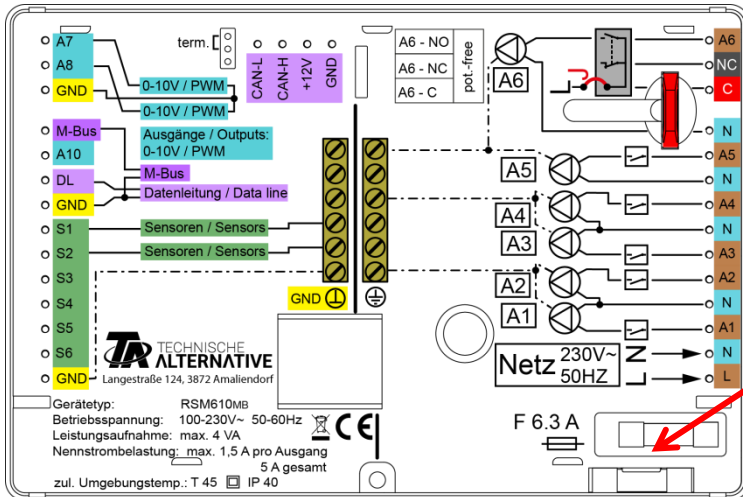 A7
A8
GND
M-Bus
A10
DL
GND
S1
S2
S3
S4
S5
S6
GND
term.
0-10V / PWM
0-10V / PWM
Ausgänge / Outputs:
0-10V / PWM
M-Bus
Datenleitung / Data line
Sensoren / Sensors
Sensoren / Sensors
CAN-L
CAN-H
+12V
GND
GND
A6 - NO
A6 - NC
A6 - C
pot.-free
A6
A5
A4
A3
A2
A1
A6
NC
C
N
A5
N
A4
N
A3
A2
N
A1
N
L
Netz 230V~
50HZ
L N
F 6.3 A
TA TECHNISCHE
ALTERNATIVE
Langestraße 124, 3872 Amaliendorf
Gerätetyp: RSM610MB
Betriebsspannung: 100-230V~ 50-60Hz
Leistungsaufnahme: max. 4 VA
Nennstrombelastung: max. 1,5 A pro Ausgang
5 A gesamt
zul. Umgebungstemp.: T 45 IP 40
CE